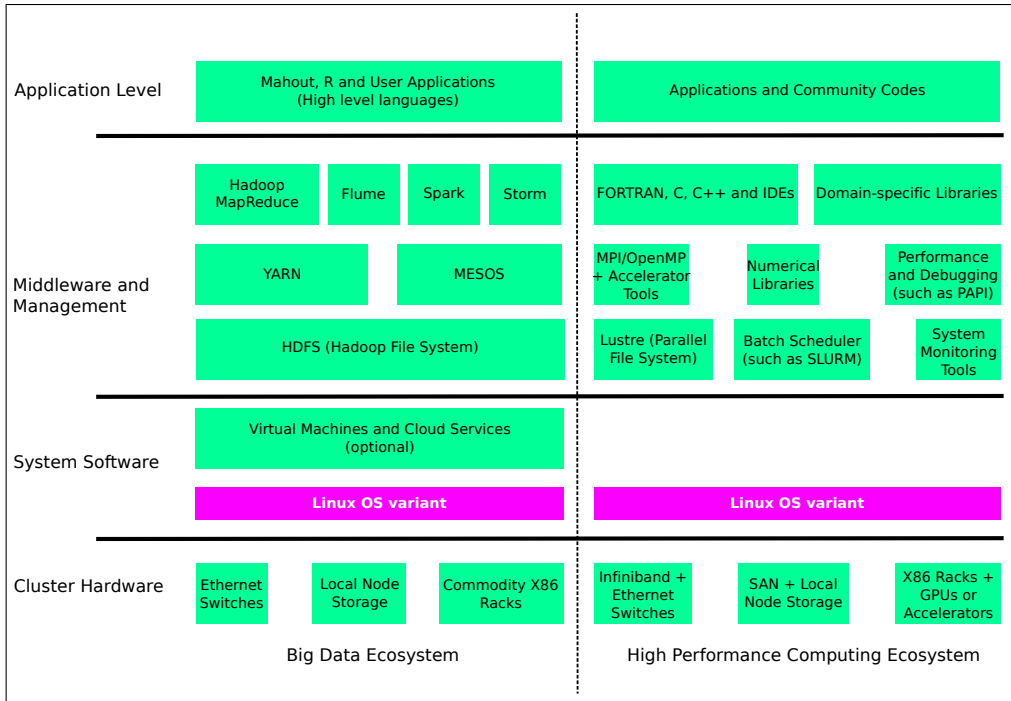 Application Level
Mahout, R and User Applications
(High level languages)
Applications and Community Codes
Middleware and
Management
Hadoop
MapReduce
Flume
Spark
Storm
FORTRAN, C, C++ and IDEs
Domain-specific Libraries
YARN
MESOS
MPI/OpenMP
+ Accelerator
Tools
Numerical
Libraries
Performance
and Debugging
(such as PAPI)
HDFS (Hadoop File System)
Lustre (Parallel
File System)
Batch Scheduler
(such as SLURM)
System
Monitoring
Tools
System Software
Virtual Machines and Cloud Services
(optional)
Linux OS variant
Linux OS variant
Cluster Hardware
Ethernet
Switches
Local Node
Storage
Commodity X86
Racks
Infiniband +
Ethernet
Switches
SAN + Local
Node Storage
X86 Racks +
GPUs or
Accelerators
Big Data Ecosystem
High Performance Computing Ecosystem